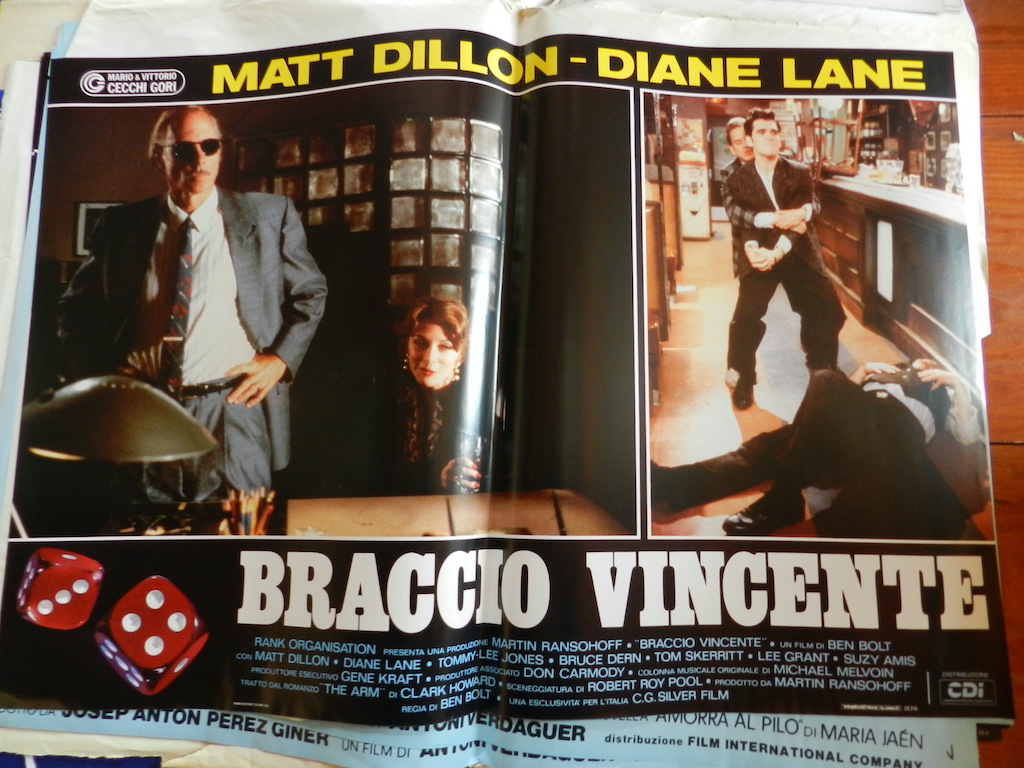 MARIO & VITTORIO
CECCHI GORI
MATT DILLON - DIANE LANE
BRACCIO VINCENTE
RANK ORGANISATION PRESENTA UNA PRODUZIONE MARTIN RANSOHOFF • "BRACCIO VINCENTE" • UN FILM DI BEN BOLT
CON MATT DILLON • DIANE LANE • TOMMY-LEE JONES • BRUCE DERN • TOM SKERRITT • LEE GRANT • SUZY AMIS
PRODUTTORE ESECUTIVO GENE KRAFT • PRODUTTORE ASSOCIATO DON CARMODY • COLONNA MUSICALE ORIGINALE DI MICHAEL MELVOIN
TRATTO DAL ROMANZO "THE ARM" DI CLARK HOWARD • SCENEGGIATURA DI ROBERT ROY POOL • PRODOTTO DA MARTIN RANSOHOFF
REGIA DI BEN BOLT • UNA ESCLUSIVITA' PER L'ITALIA C.G. SILVER FILM
DISTRIBUZIONE
CDI
DA JOSEP ANTON PEREZ GINER UN FILM DI ANTONI VERDAGUER
AMORRA AL PILO" DI MARIA JAÉN
distribuzione FILM INTERNATIONAL COMPANY